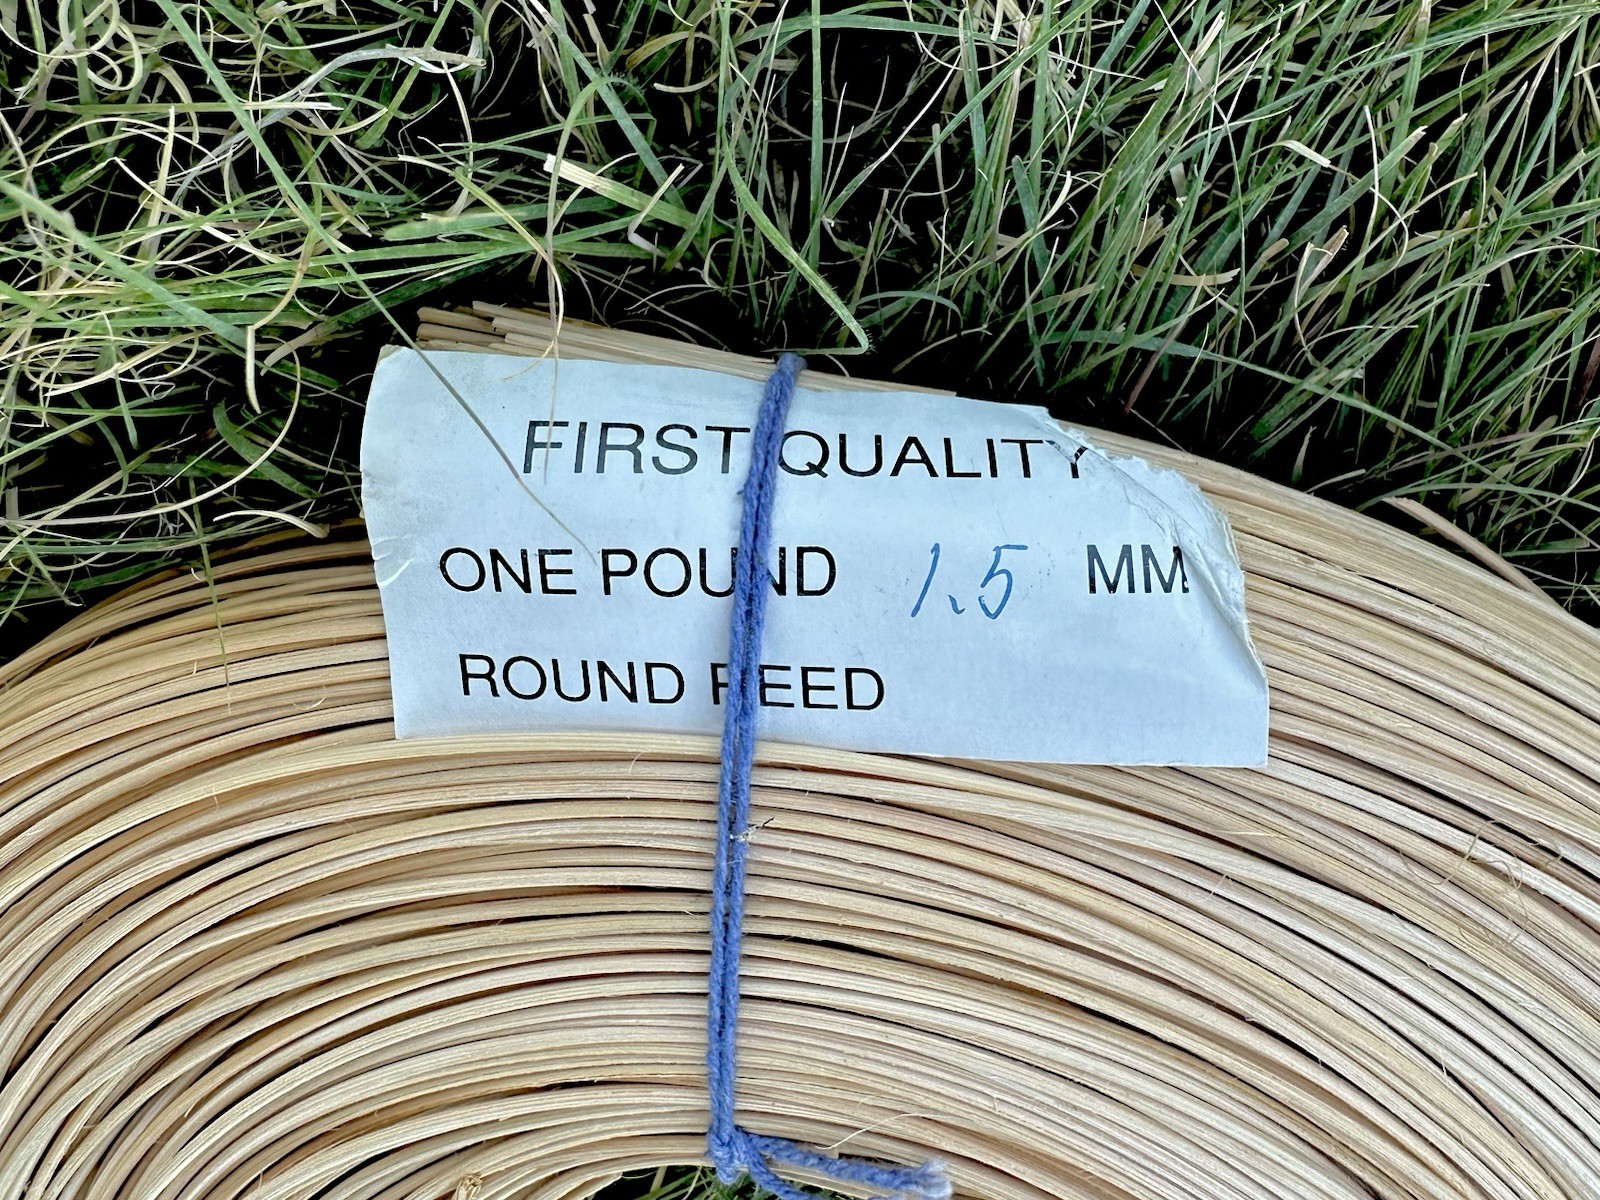 FIRST QUALITY
ONE POUND 1.5 MM
ROUND REED